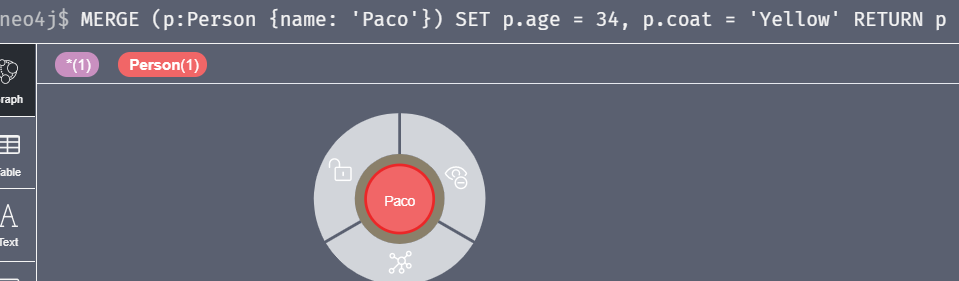 neo4j$ MERGE (p:Person {name: 'Paco'}) SET p.age = 34, p.coat = 'Yellow' RETURN p
*(1) Person(1)
raph
Paco
able
A
Text